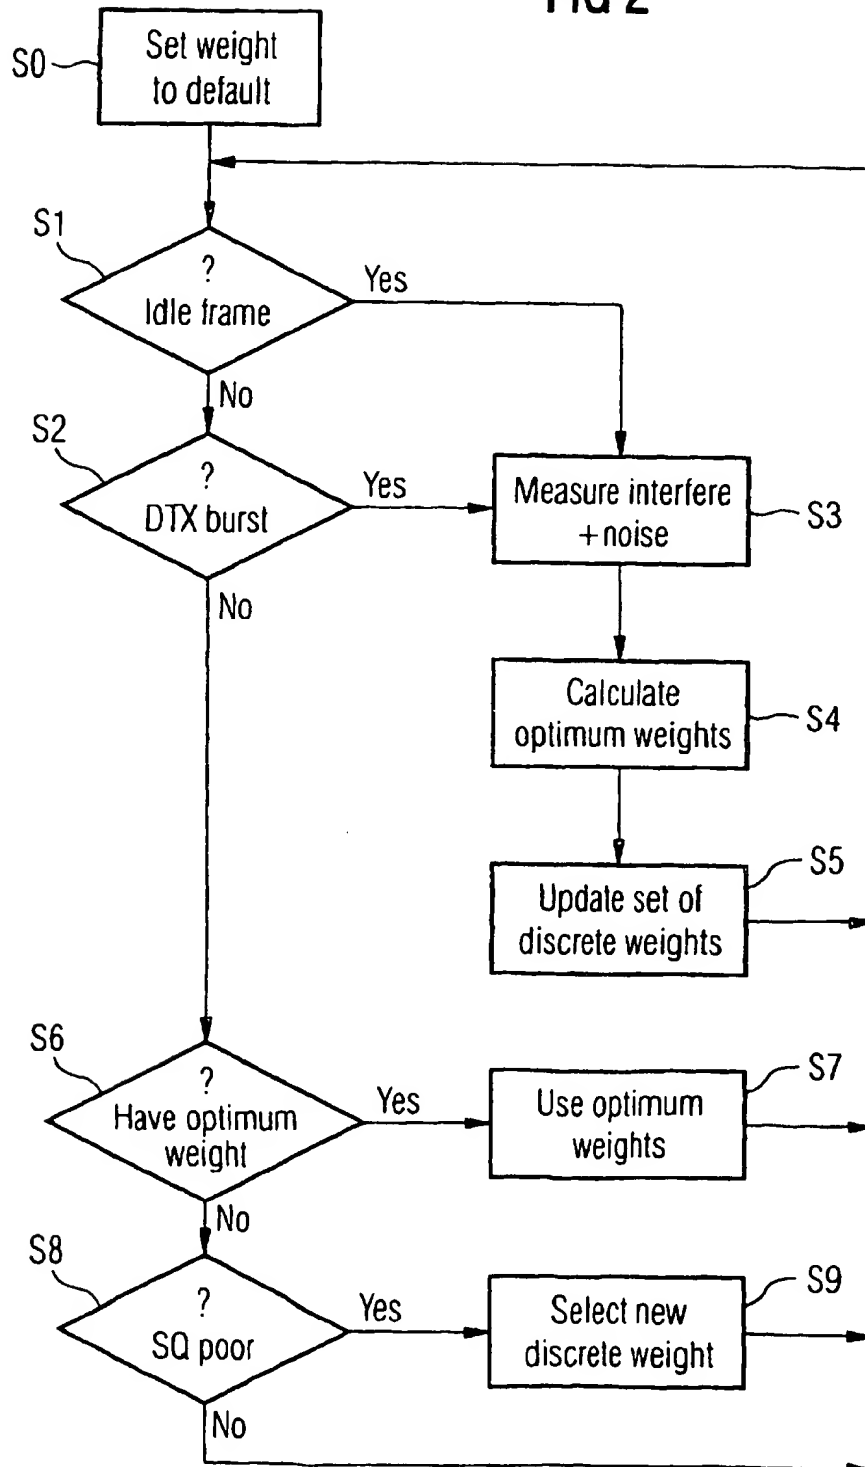 FIG 2
S0
Set weight
to default
S1
?
Idle frame
Yes
No
S2
?
DTX burst
Yes
No
Measure interfere
+noise
S3
Calculate
optimum weights
S4
Update set of
discrete weights
S5
S6
?
Have optimum
weight
Yes
No
Use optimum
weights
S7
S8
?
SQ poor
Yes
No
Select new
discrete weight
S9